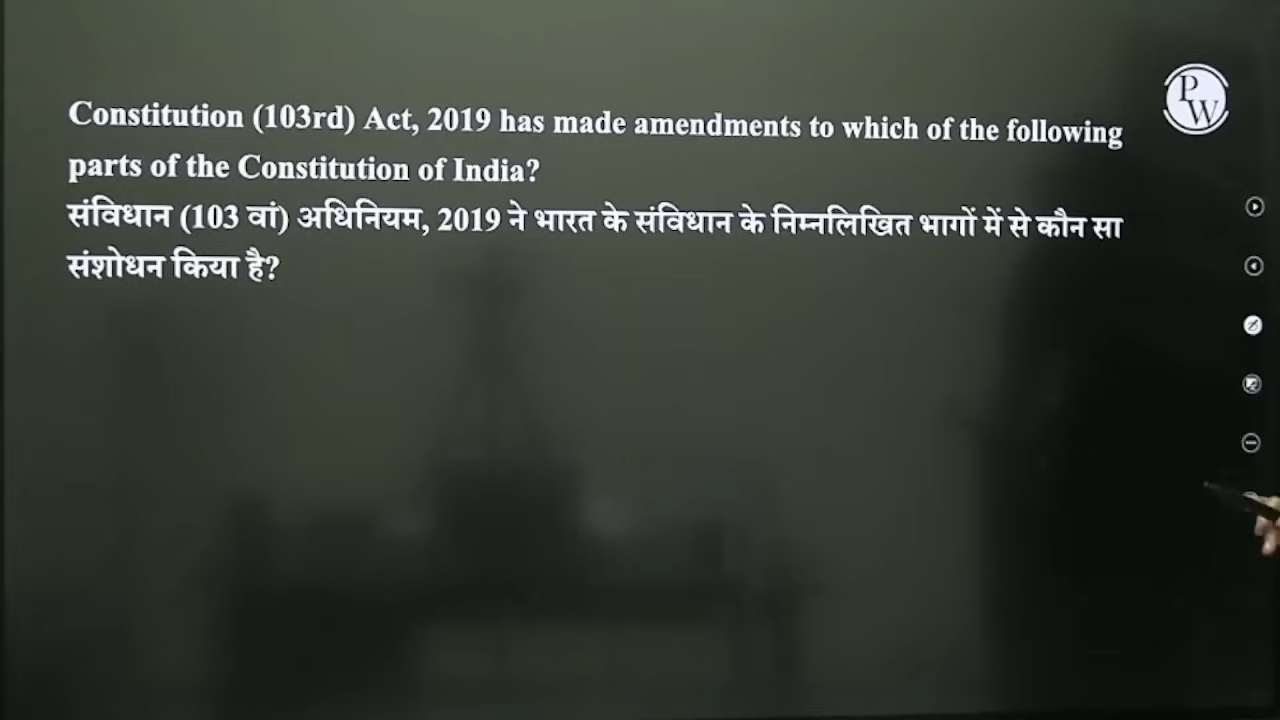 Constitution (103rd) Act, 2019 has made amendments to which of the following
parts of the Constitution of India?
संविधान (103 वां) अधिनियम, 2019 ने भारत के संविधान के निम्नलिखित भागों में से कौन सा
संशोधन किया है?
PW